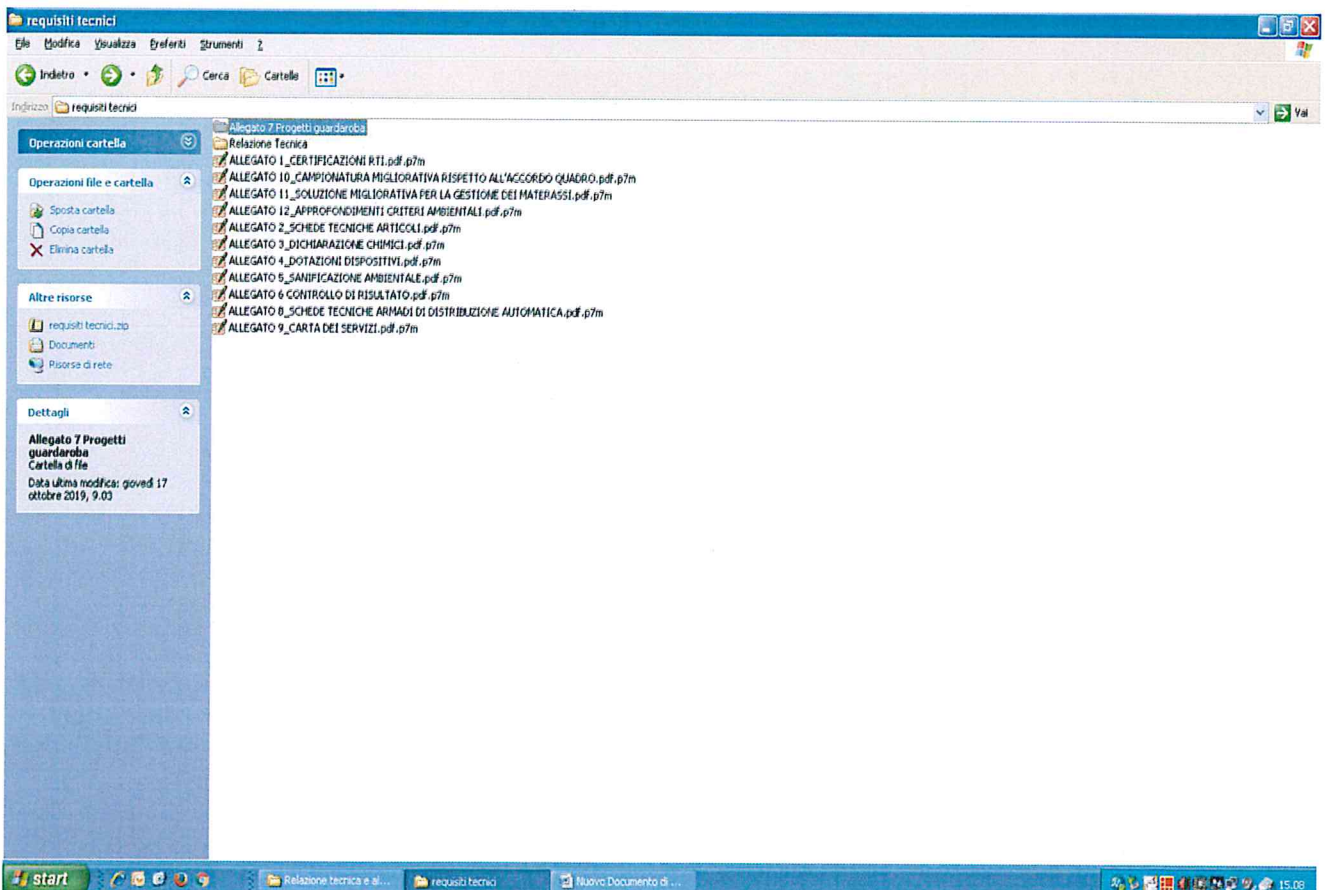 requisiti tecnici
File Modifica Visualizza Preferiti Strumenti ?
Indietro Cerca Cartelle
Indirizzo requisiti tecnici Vai
Operazioni cartella
Operazioni file e cartella
Sposta cartella
Copia cartella
Elimina cartella
Altre risorse
requisiti tecnici.zip
Documenti
Risorse di rete
Dettagli
Allegato 7 Progetti
guardaroba
Cartella di file
Data ultima modifica: giovedì 17
ottobre 2019, 9.03
Allegato 7 Progetti guardaroba
Relazione Tecnica
ALLEGATO 1_CERTIFICAZIONI RTI.pdf.p7m
ALLEGATO 10_CAMPIONATURA MIGLIORATIVA RISPETTO ALL'ACCORDO QUADRO.pdf.p7m
ALLEGATO 11_SOLUZIONE MIGLIORATIVA PER LA GESTIONE DEI MATERASSI.pdf.p7m
ALLEGATO 12_APPROFONDIMENTI CRITERI AMBIENTALI.pdf.p7m
ALLEGATO 2_SCHEDE TECNICHE ARTICOLI.pdf.p7m
ALLEGATO 3_DICHIARAZIONE CHIMICI.pdf.p7m
ALLEGATO 4_DOTAZIONI DISPOSITIVI.pdf.p7m
ALLEGATO 5_SANIFICAZIONE AMBIENTALE.pdf.p7m
ALLEGATO 6 CONTROLLO DI RISULTATO.pdf.p7m
ALLEGATO 8_SCHEDE TECNICHE ARMADI DI DISTRIBUZIONE AUTOMATICA.pdf.p7m
ALLEGATO 9_CARTA DEI SERVIZI.pdf.p7m
start Relazione tecnica e al... requisiti tecnici Nuovo Documento di ... 15.08